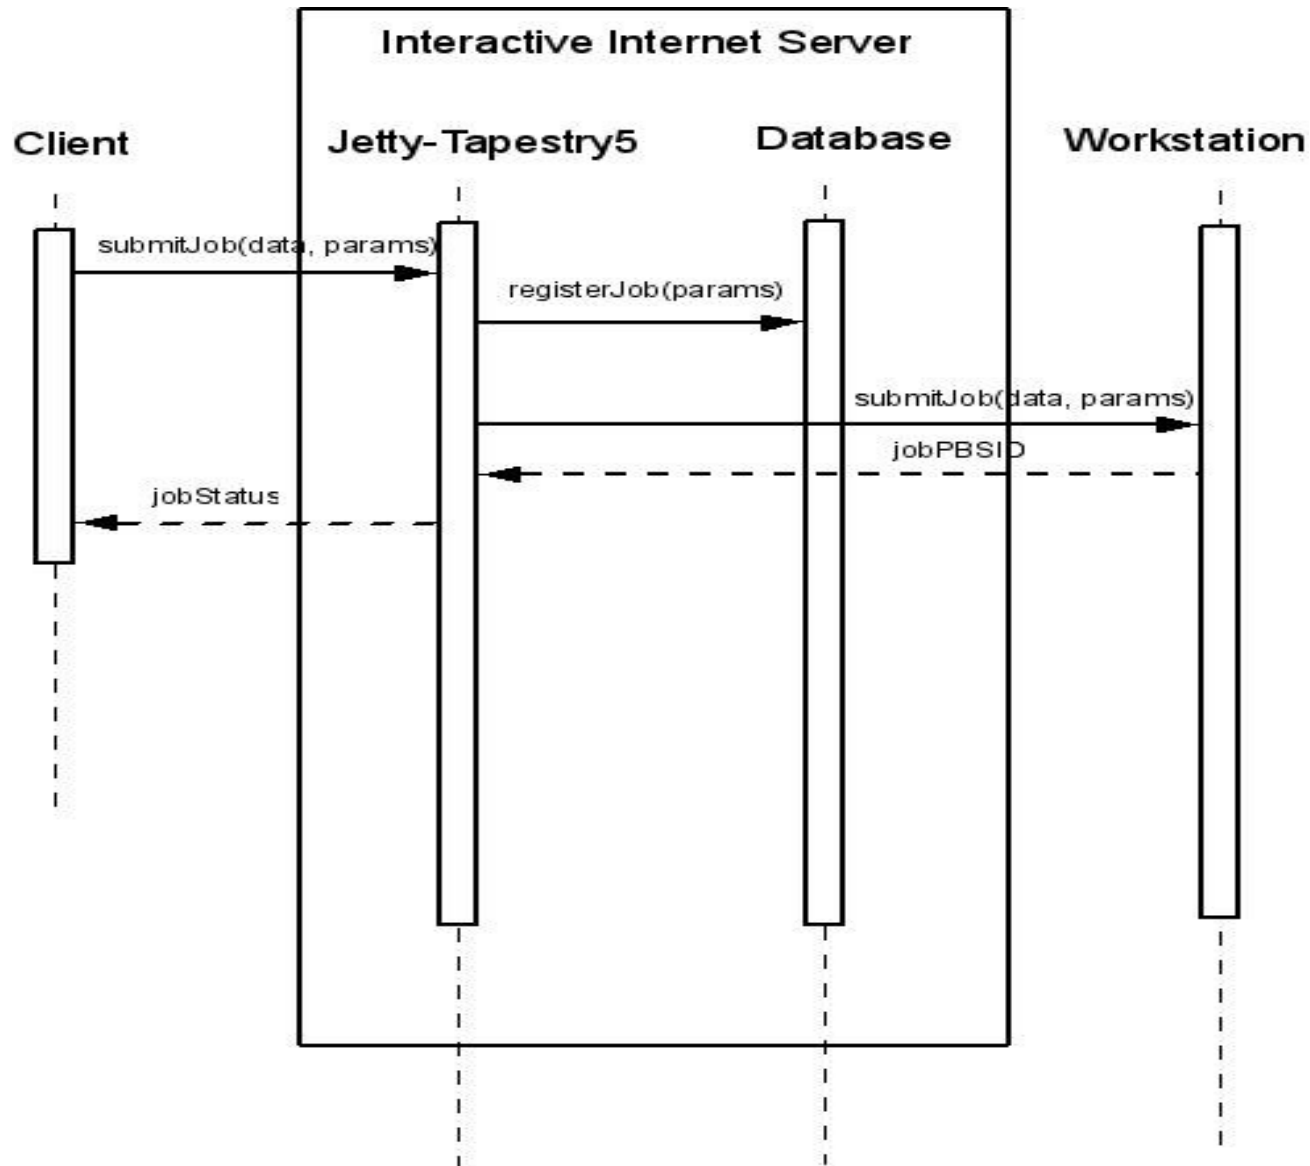 Interactive Internet Server
Client
Jetty-Tapestry5
Database
Workstation
submitJob(data, params)
registerJob(params)
submitJob(data, params)
jobPBSID
jobStatus